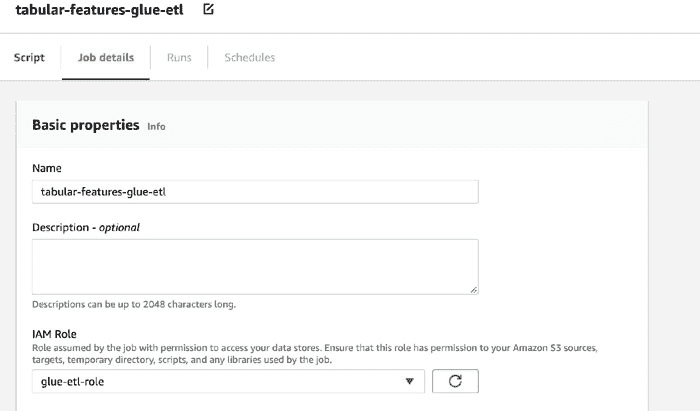 tabular-features-glue-etl
Script Job details Runs Schedules
Basic properties Info
Name
tabular-features-glue-etl
Description - optional
Descriptions can be up to 2048 characters long.
IAM Role
Role assumed by the job with permission to access your data stores. Ensure that this role has permission to your Amazon S3 sources,
targets, temporary directory, scripts, and any libraries used by the job.
glue-etl-role